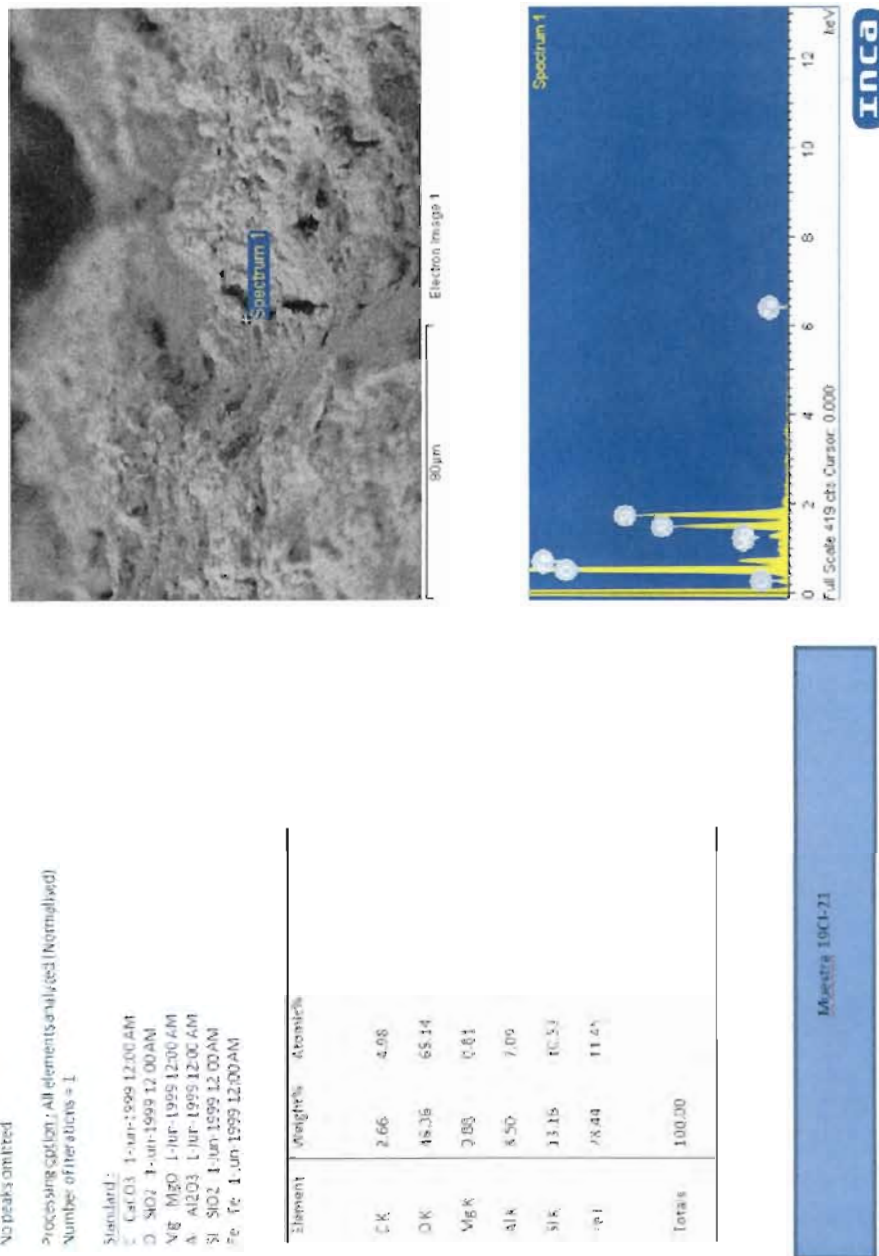 No peaks omitted
Processing option : All elements analyzed (Normalised)
Number of iterations = 1
Standard :
CaCO3 1-Jun-1999 12:00 AM
O SiO2 1-Jun-1999 12:00 AM
Mg MgO 1-Jun-1999 12:00 AM
A Al2O3 1-Jun-1999 12:00 AM
Si SiO2 1-Jun-1999 12:00 AM
Fe Fe 1-Jun-1999 12:00 AM
Element Weight% Atomic%
C K 2.66 4.98
O K 46.36 65.14
Mg K 0.88 0.81
Al K 8.50 7.09
Si K 13.16
28.44 11.45
Totals 100.00
Spectrum 1
80µm
Electron Image 1
Spectrum 1
0 2 4 6 8 10 12
Full Scale 419 cts Cursor: 0.000
keV
Muestra 19CI-21
INCA